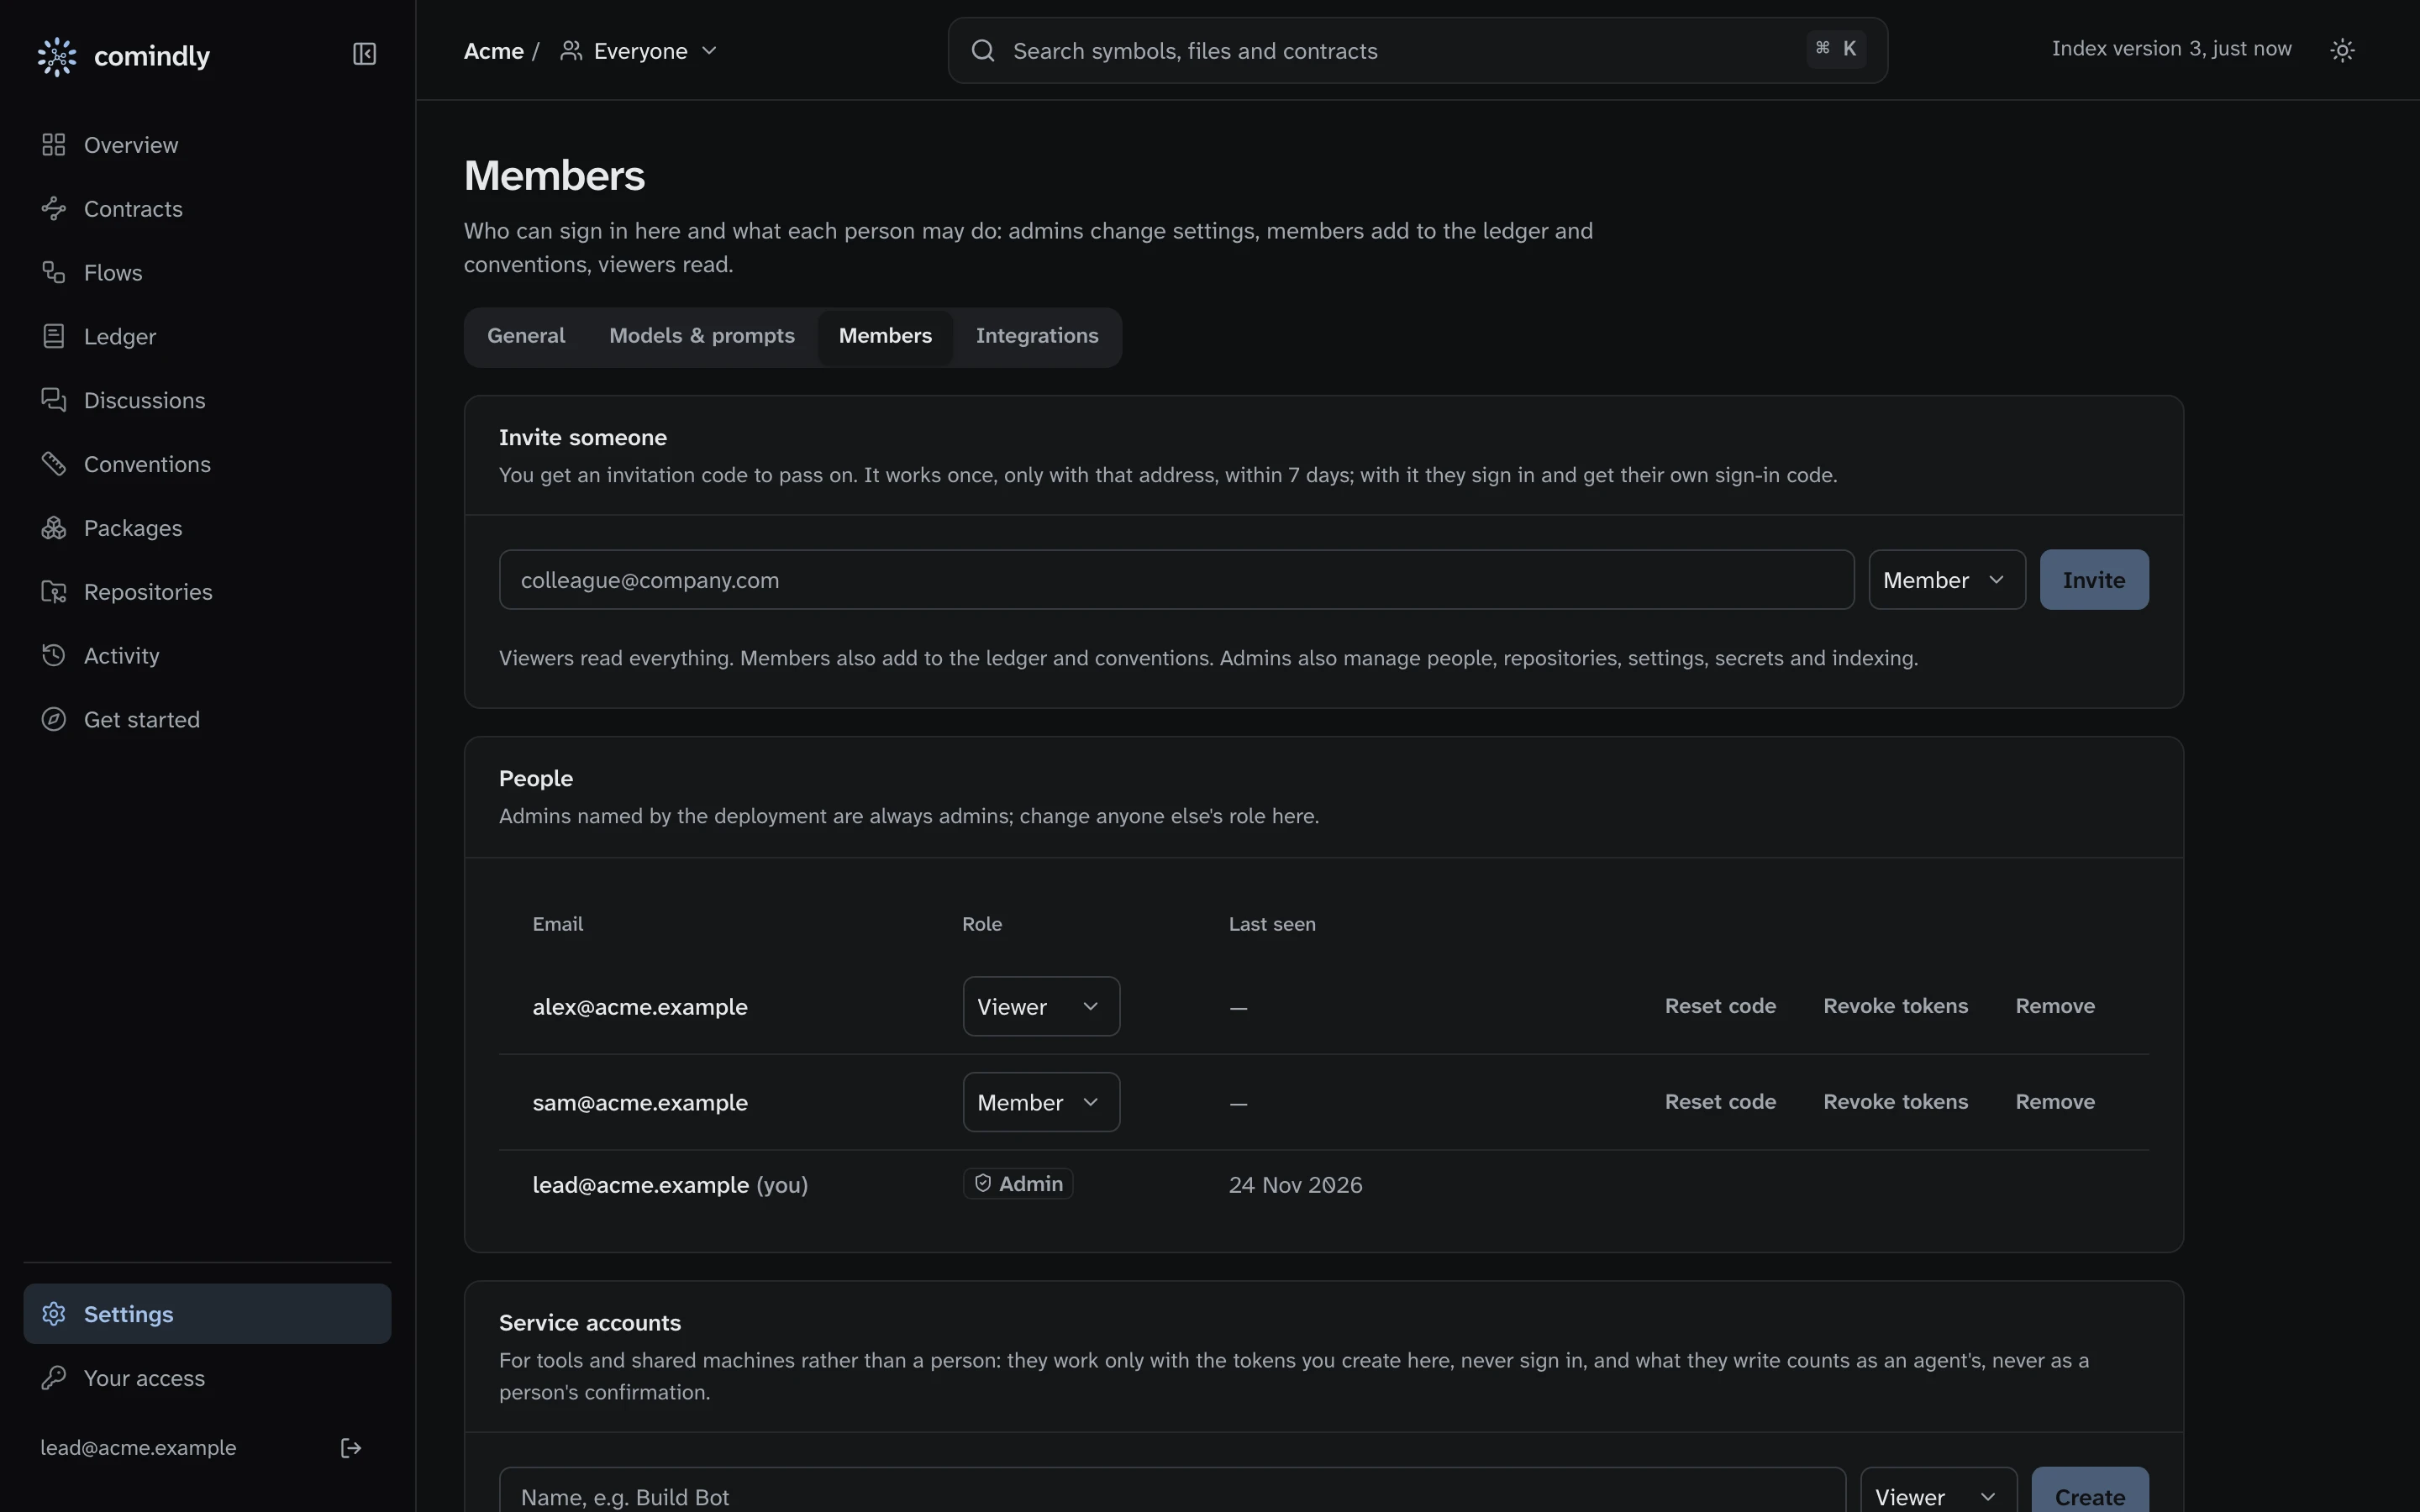 comindly
Acme / Everyone
Search symbols, files and contracts
⌘ K
Index version 3, just now
Overview
Contracts
Flows
Ledger
Discussions
Conventions
Packages
Repositories
Activity
Get started
Settings
Your access
lead@acme.example
Members
Who can sign in here and what each person may do: admins change settings, members add to the ledger and
conventions, viewers read.
General Models & prompts Members Integrations
Invite someone
You get an invitation code to pass on. It works once, only with that address, within 7 days; with it they sign in and get their own sign-in code.
colleague@company.com Member Invite
Viewers read everything. Members also add to the ledger and conventions. Admins also manage people, repositories, settings, secrets and indexing.
People
Admins named by the deployment are always admins; change anyone else's role here.
Email Role Last seen
alex@acme.example Viewer — Reset code Revoke tokens Remove
sam@acme.example Member — Reset code Revoke tokens Remove
lead@acme.example (you) Admin 24 Nov 2026
Service accounts
For tools and shared machines rather than a person: they work only with the tokens you create here, never sign in, and what they write counts as an agent's, never as a
person's confirmation.
Name, e.g. Build Bot Viewer Create